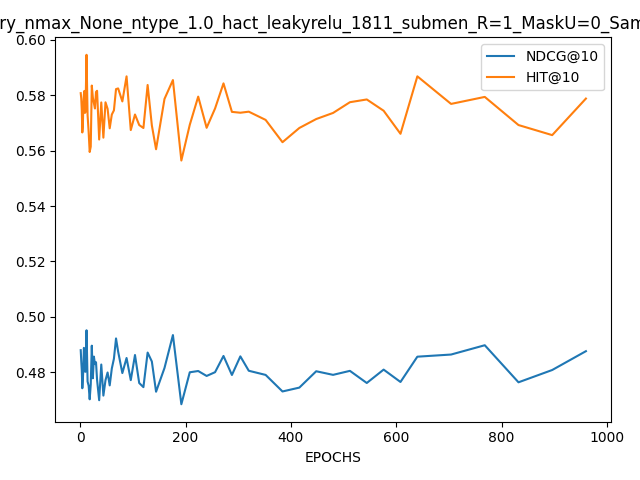 ry_nmax_None_ntype_1.0_hact_leakyrelu_1811_submen_R=1_MaskU=0_Sam
NDCG@10
HIT@10
0.60
0.58
0.56
0.54
0.52
0.50
0.48
0 200 400 600 800 1000
EPOCHS